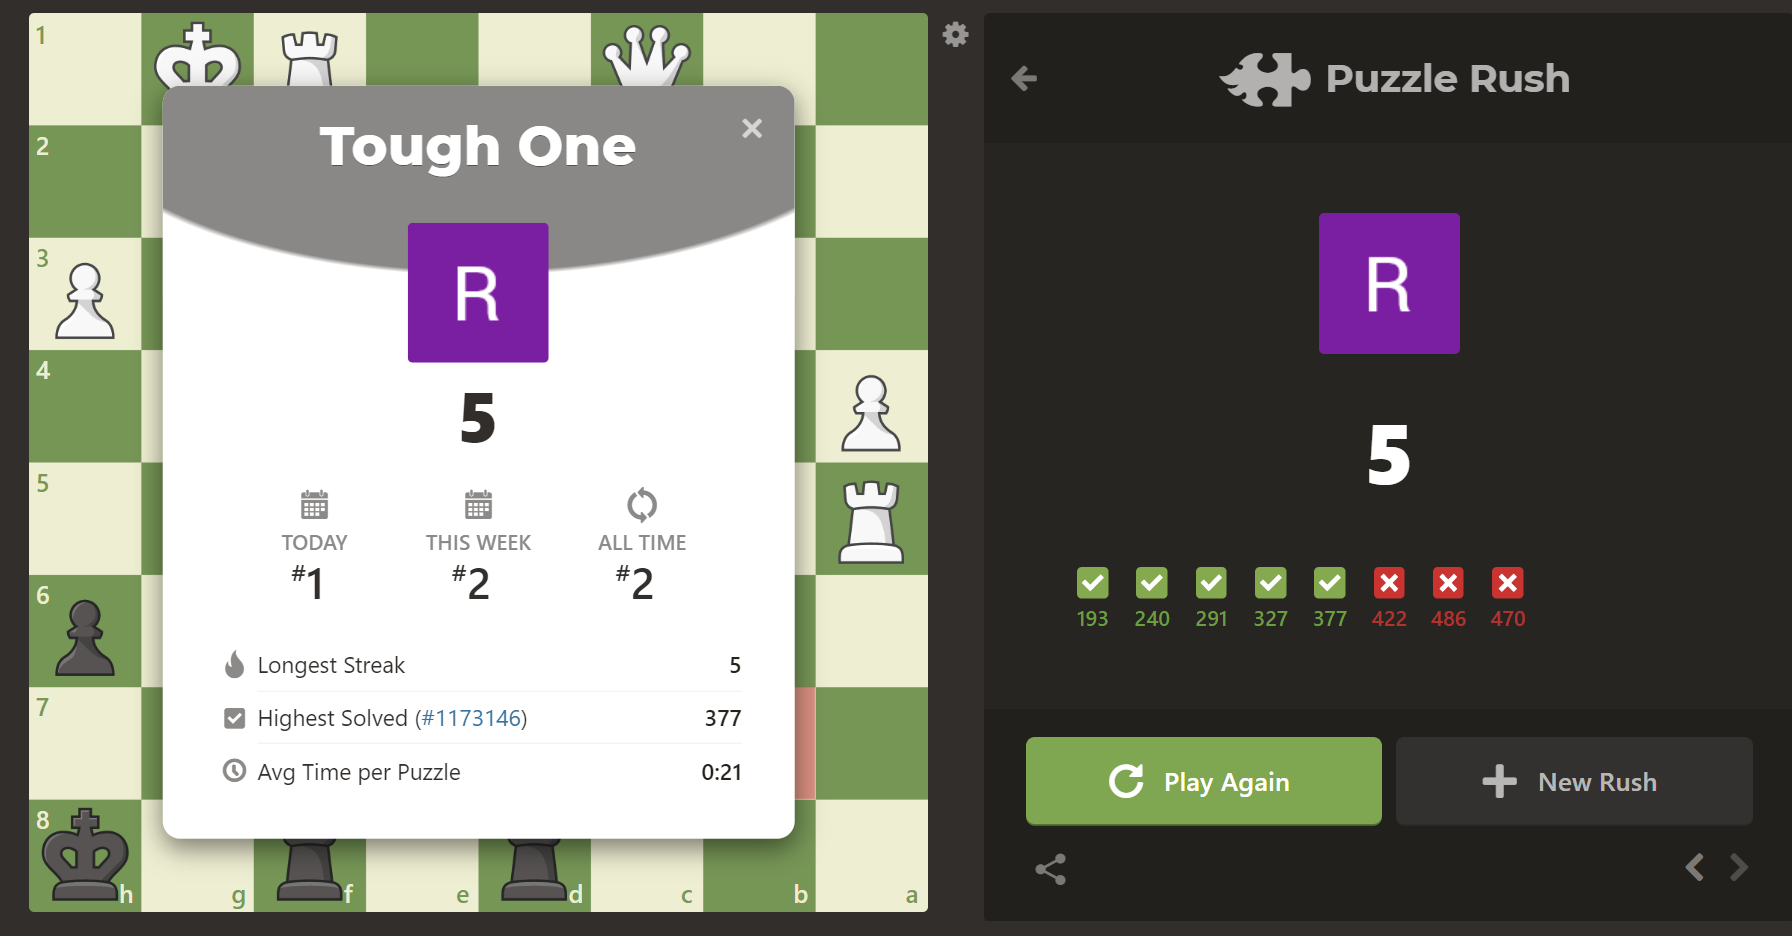 1
2
3
4
5
6
7
8
h
g
f
e
d
c
b
a
Tough One
R
5
TODAY
#1
THIS WEEK
#2
ALL TIME
#2
Longest Streak 5
Highest Solved (#1173146) 377
Avg Time per Puzzle 0:21
Puzzle Rush
R
5
193 240 291 327 377 422 486 470
Play Again
New Rush